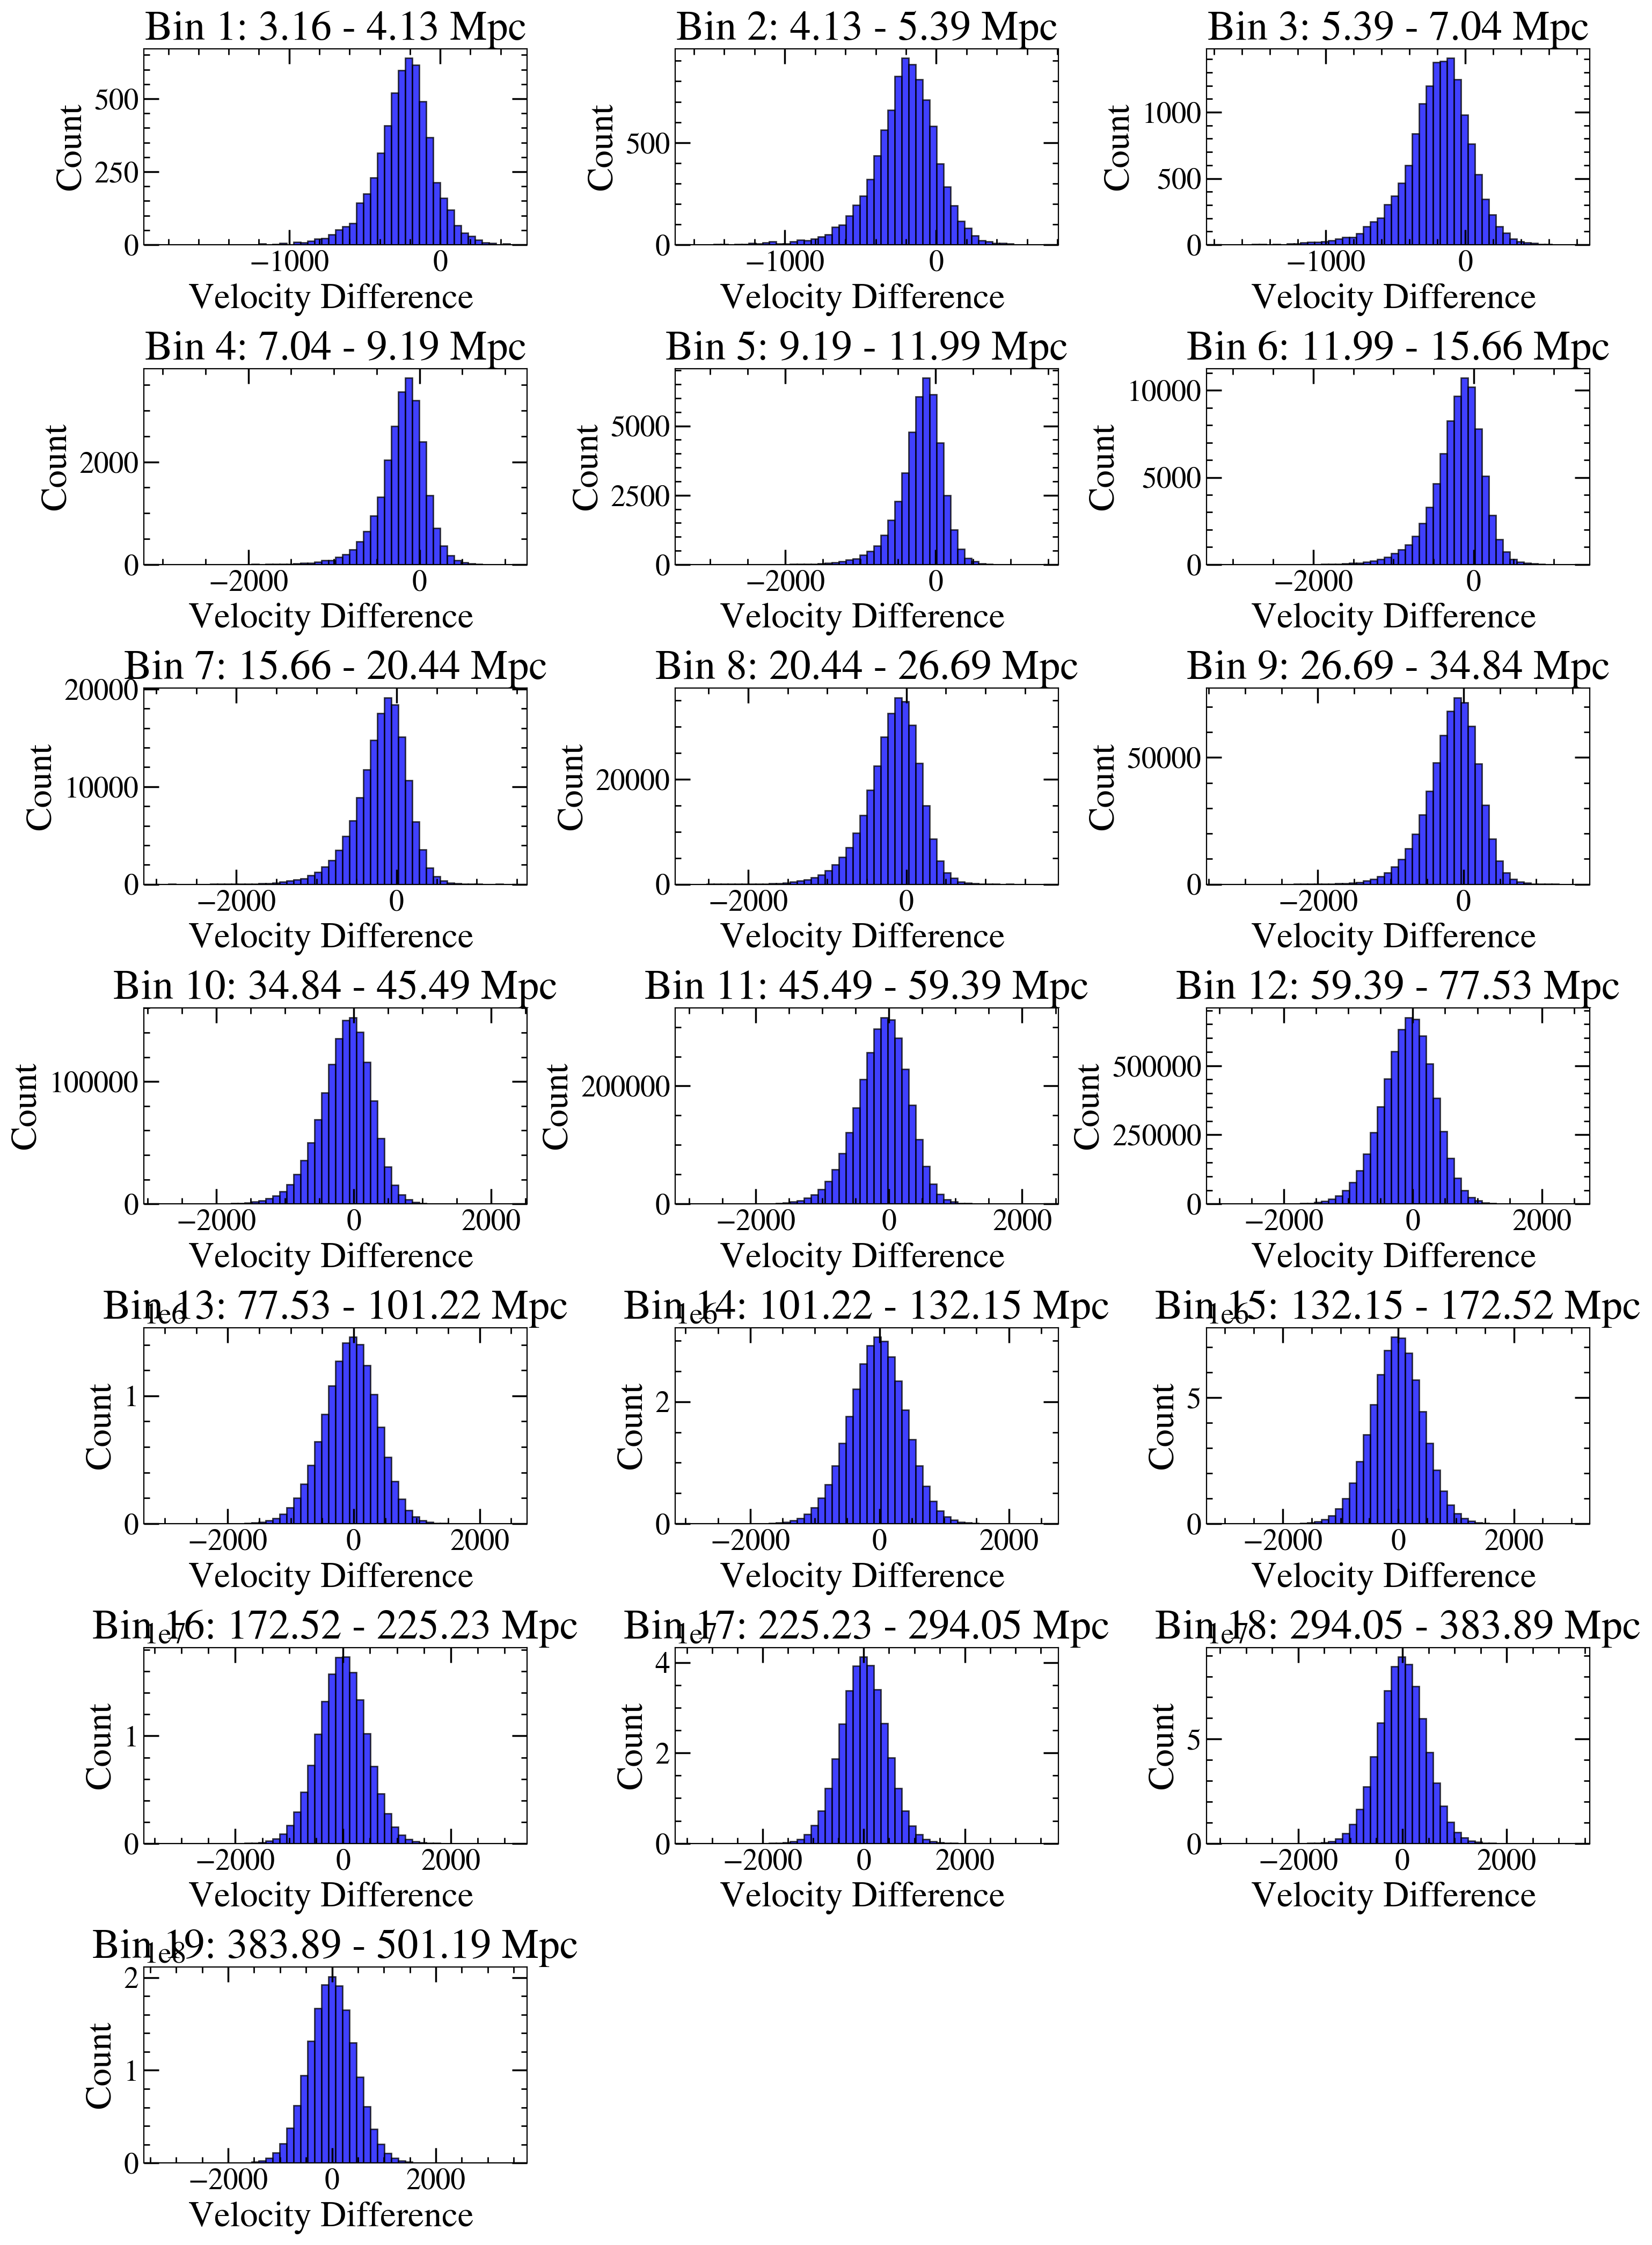 Bin 1: 3.16 - 4.13 Mpc
Count
500
250
0
−1000 0
Velocity Difference
Bin 2: 4.13 - 5.39 Mpc
Count
500
0
−1000 0
Velocity Difference
Bin 3: 5.39 - 7.04 Mpc
Count
1000
500
0
−1000 0
Velocity Difference
Bin 4: 7.04 - 9.19 Mpc
Count
2000
0
−2000 0
Velocity Difference
Bin 5: 9.19 - 11.99 Mpc
Count
5000
2500
0
−2000 0
Velocity Difference
Bin 6: 11.99 - 15.66 Mpc
Count
10000
5000
0
−2000 0
Velocity Difference
Bin 7: 15.66 - 20.44 Mpc
Count
20000
10000
0
−2000 0
Velocity Difference
Bin 8: 20.44 - 26.69 Mpc
Count
20000
0
−2000 0
Velocity Difference
Bin 9: 26.69 - 34.84 Mpc
Count
50000
0
−2000 0
Velocity Difference
Bin 10: 34.84 - 45.49 Mpc
Count
100000
0
−2000 0 2000
Velocity Difference
Bin 11: 45.49 - 59.39 Mpc
Count
200000
0
−2000 0 2000
Velocity Difference
Bin 12: 59.39 - 77.53 Mpc
Count
500000
250000
0
−2000 0 2000
Velocity Difference
Bin 13: 77.53 - 101.22 Mpc
1e6
Count
1
0
−2000 0 2000
Velocity Difference
Bin 14: 101.22 - 132.15 Mpc
1e6
Count
2
0
−2000 0 2000
Velocity Difference
Bin 15: 132.15 - 172.52 Mpc
1e6
Count
5
0
−2000 0 2000
Velocity Difference
Bin 16: 172.52 - 225.23 Mpc
1e7
Count
1
0
−2000 0 2000
Velocity Difference
Bin 17: 225.23 - 294.05 Mpc
1e7
Count
4
2
0
−2000 0 2000
Velocity Difference
Bin 18: 294.05 - 383.89 Mpc
1e7
Count
5
0
−2000 0 2000
Velocity Difference
Bin 19: 383.89 - 501.19 Mpc
1e8
Count
2
1
0
−2000 0 2000
Velocity Difference